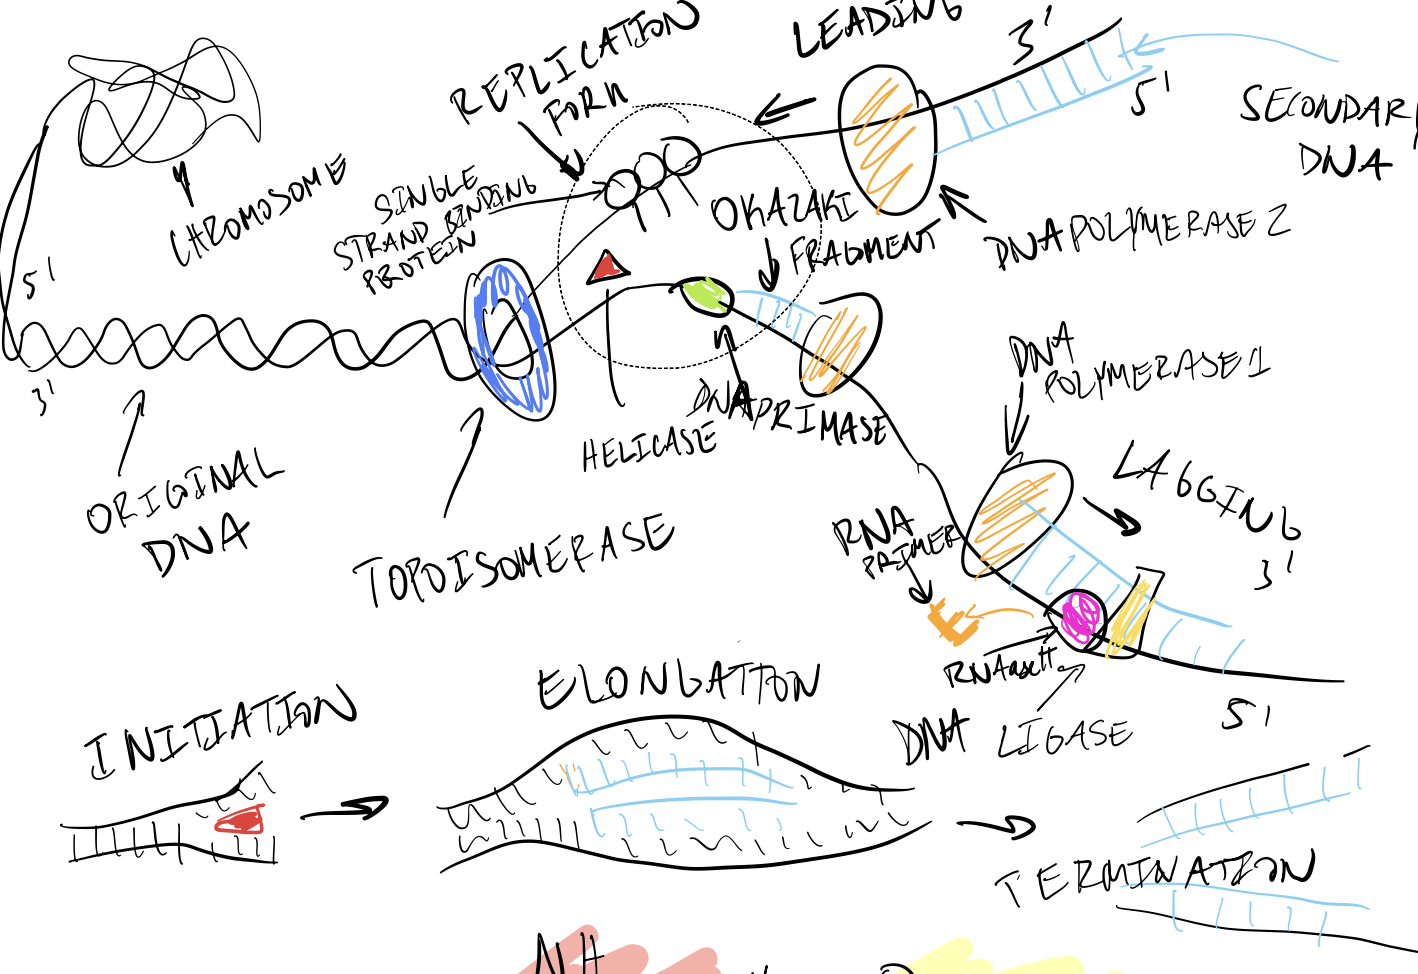 REPLICATION
FORK
LEADING
3'
5'
SECONDARY
DNA
CHROMOSOME
SINGLE
STRAND BINDING
PROTEIN
OKAZAKI
FRAGMENT
DNA POLYMERASE 2
5'
3'
ORIGINAL
DNA
TOPOISOMERASE
HELICASE
DNA PRIMASE
DNA
POLYMERASE 1
LAGGING
3'
RNA
PRIMER
RNAaseH
DNA LIGASE
5'
INITIATION
ELONGATION
TERMINATION